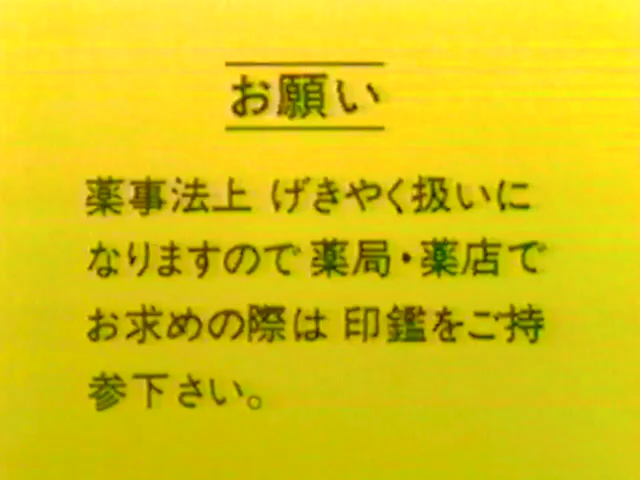 お願い
薬事法上 げきやく扱いに
なりますので 薬局・薬店で
お求めの際は 印鑑をご持
参下さい。